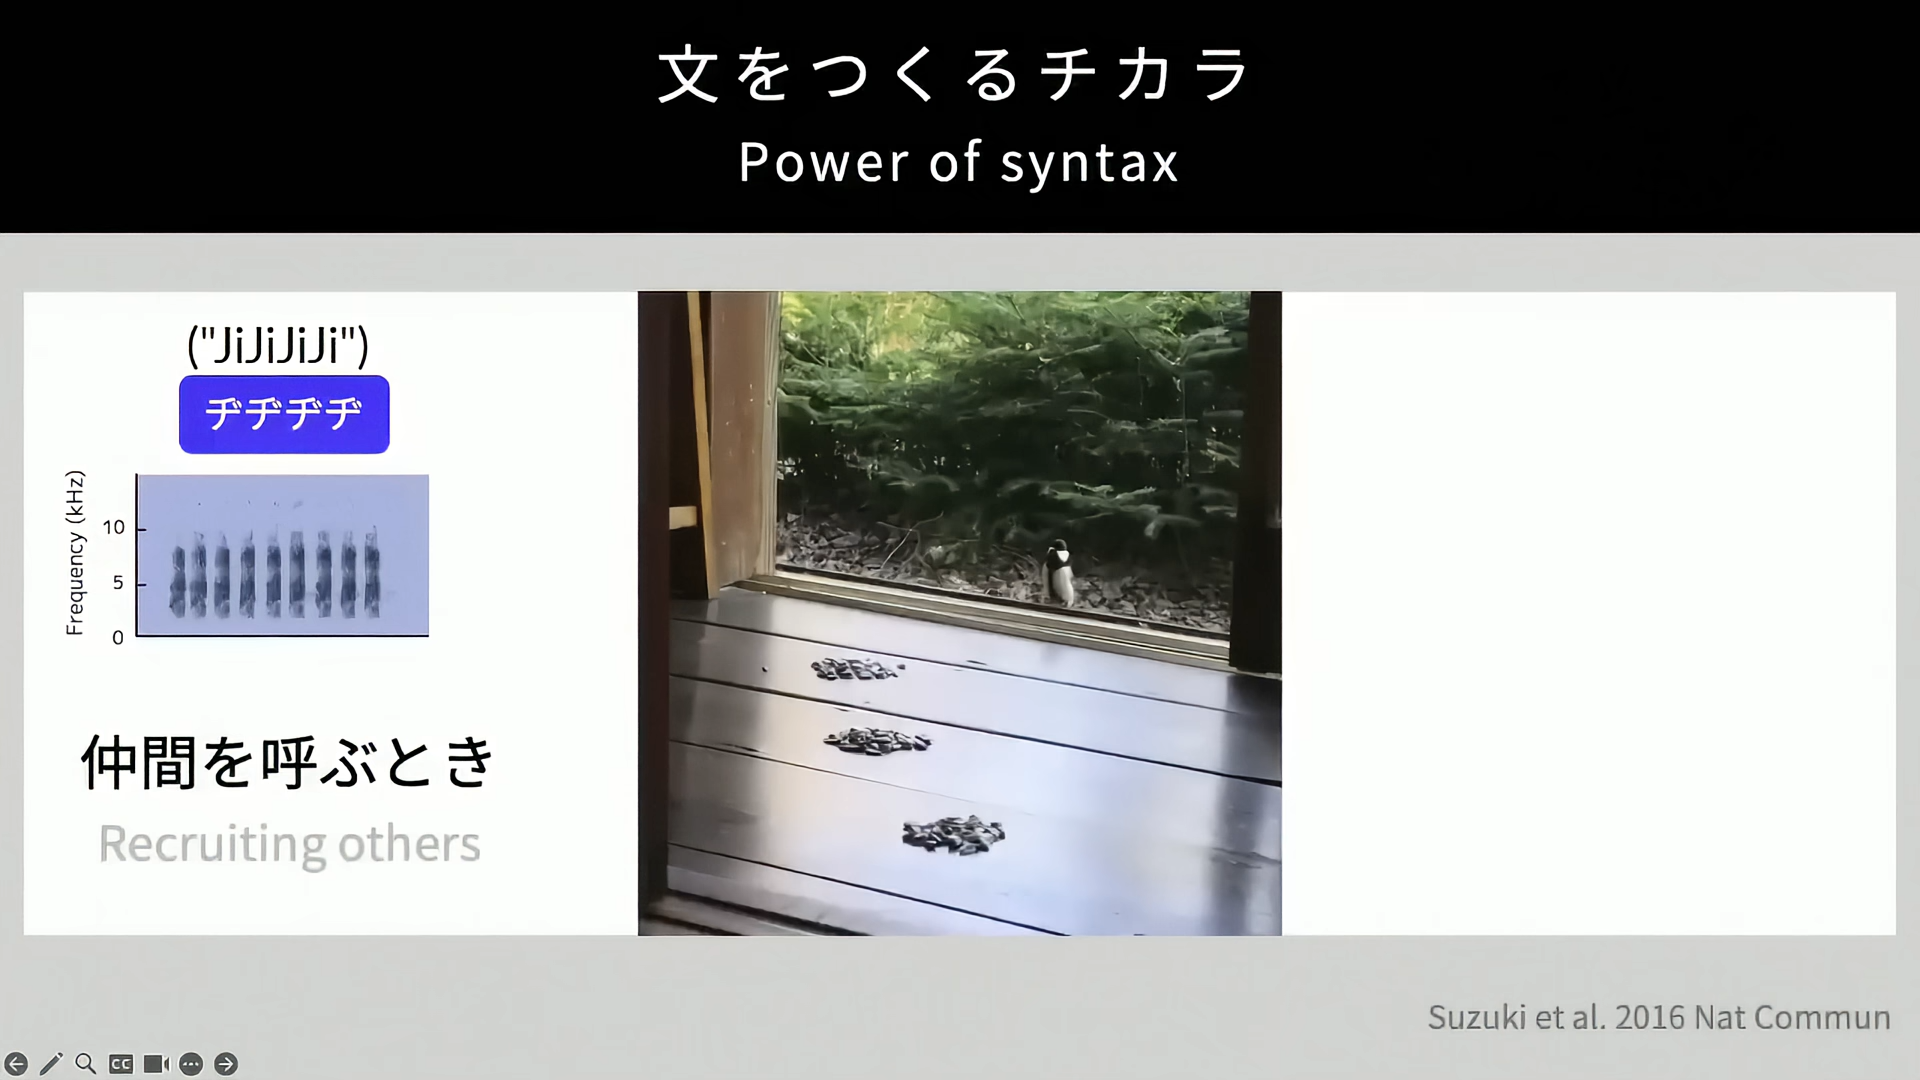 文をつくるチカラ
Power of syntax
("JiJiJiJi")
ヂヂヂヂ
Frequency (kHz)
10
5
0
仲間を呼ぶとき
Recruiting others
Suzuki et al. 2016 Nat Commun
CC